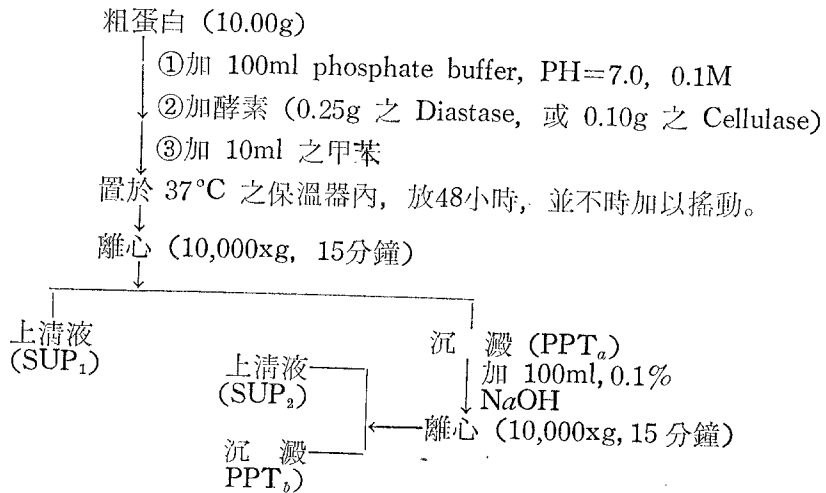 粗蛋白 (10.00g)
①加 100ml phosphate buffer, PH=7.0, 0.1M
②加酵素 (0.25g 之 Diastase, 或 0.10g 之 Cellulase)
③加 10ml 之甲苯
置於 37°C 之保溫器內, 放48小時, 並不時加以搖動。
離心 (10,000xg, 15分鐘)
上清液
(SUP₁)
沉 澱 (PPTₐ)
加 100ml, 0.1%
NaOH
離心 (10,000xg, 15分鐘)
上清液
(SUP₂)
沉 澱
PPT_b)